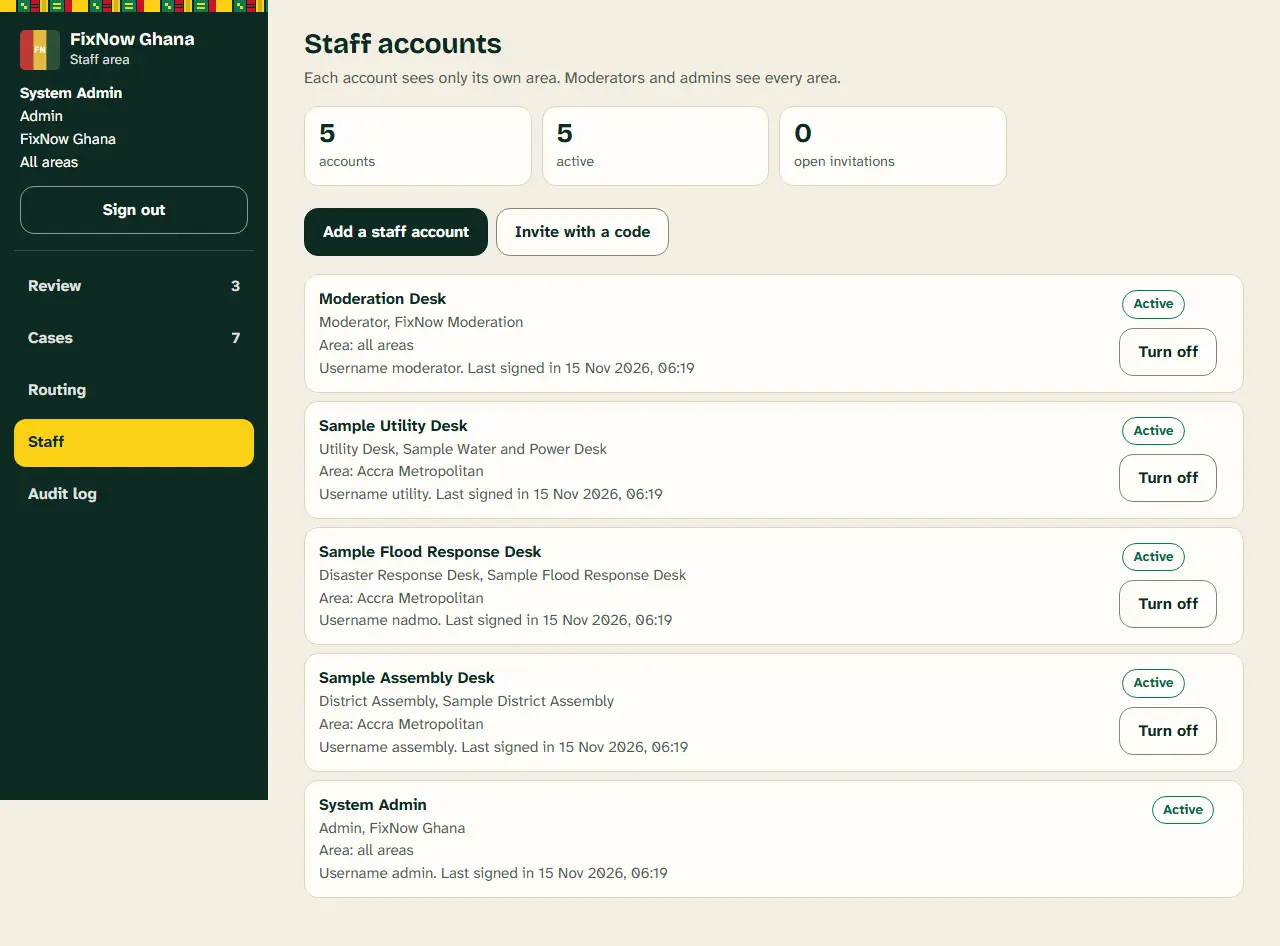 FN
FixNow Ghana
Staff area
System Admin
Admin
FixNow Ghana
All areas
Sign out
Review 3
Cases 7
Routing
Staff
Audit log
Staff accounts
Each account sees only its own area. Moderators and admins see every area.
5
accounts
5
active
0
open invitations
Add a staff account
Invite with a code
Moderation Desk
Moderator, FixNow Moderation
Area: all areas
Username moderator. Last signed in 15 Nov 2026, 06:19
Active
Turn off
Sample Utility Desk
Utility Desk, Sample Water and Power Desk
Area: Accra Metropolitan
Username utility. Last signed in 15 Nov 2026, 06:19
Active
Turn off
Sample Flood Response Desk
Disaster Response Desk, Sample Flood Response Desk
Area: Accra Metropolitan
Username nadmo. Last signed in 15 Nov 2026, 06:19
Active
Turn off
Sample Assembly Desk
District Assembly, Sample District Assembly
Area: Accra Metropolitan
Username assembly. Last signed in 15 Nov 2026, 06:19
Active
Turn off
System Admin
Admin, FixNow Ghana
Area: all areas
Username admin. Last signed in 15 Nov 2026, 06:19
Active